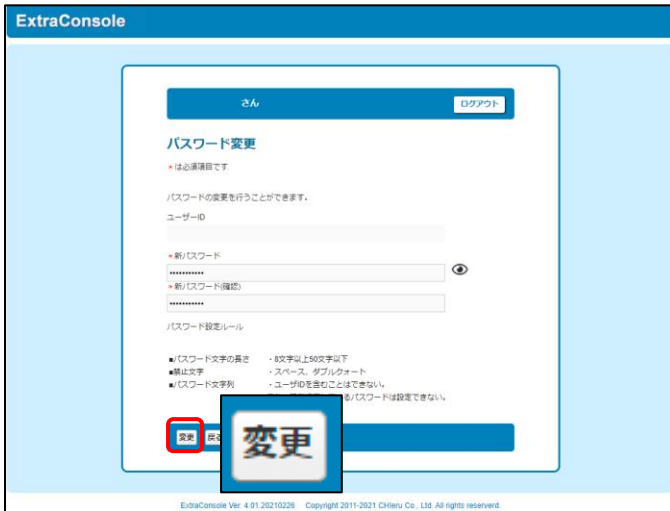 ExtraConsole
さん ログアウト
パスワード変更
* は必須項目です
パスワードの変更を行うことができます。
ユーザーID
* 新パスワード
•••••••••••
* 新パスワード(確認)
•••••••••••
パスワード設定ルール
■パスワード文字の長さ ・8文字以上50文字以下
■禁止文字 ・スペース、ダブルクォート
■パスワード文字列 ・ユーザIDを含むことはできない。
るパスワードは設定できない。
変更 戻る
変更
ExtraConsole Ver. 4.01.20210226 Copyright 2011-2021 CHIeru Co., Ltd. All rights reserverd.